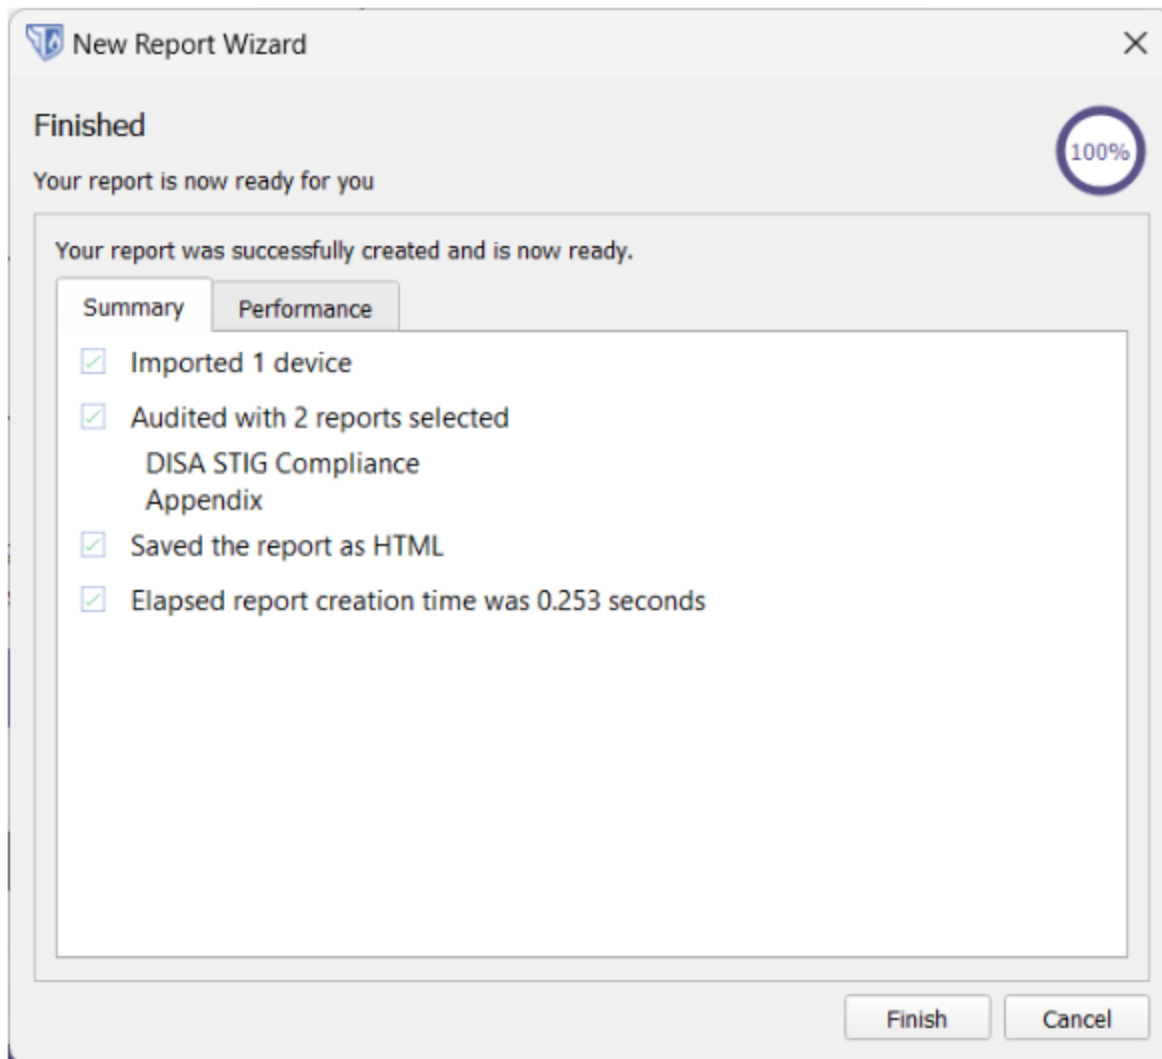 New Report Wizard
Finished
100%
Your report is now ready for you
Your report was successfully created and is now ready.
Summary
Performance
Imported 1 device
Audited with 2 reports selected
DISA STIG Compliance
Appendix
Saved the report as HTML
Elapsed report creation time was 0.253 seconds
Finish
Cancel